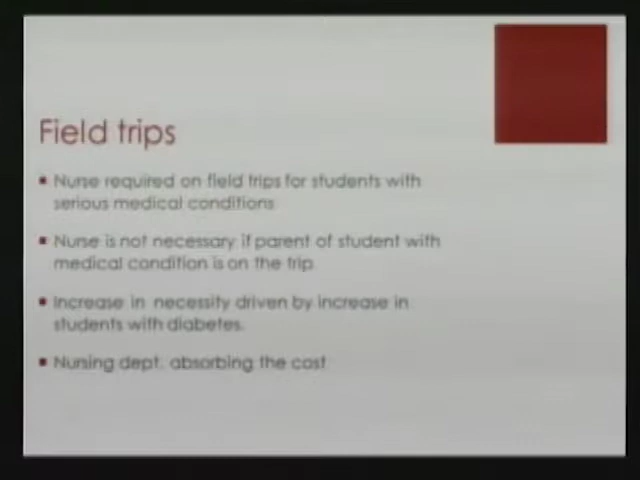 Field trips
Nurse required on field trips for students with
serious medical conditions
Nurse is not necessary if parent of student with
medical condition is on the trip
Increase in necessity driven by increase in
students with diabetes.
Nursing dept. absorbing the cost